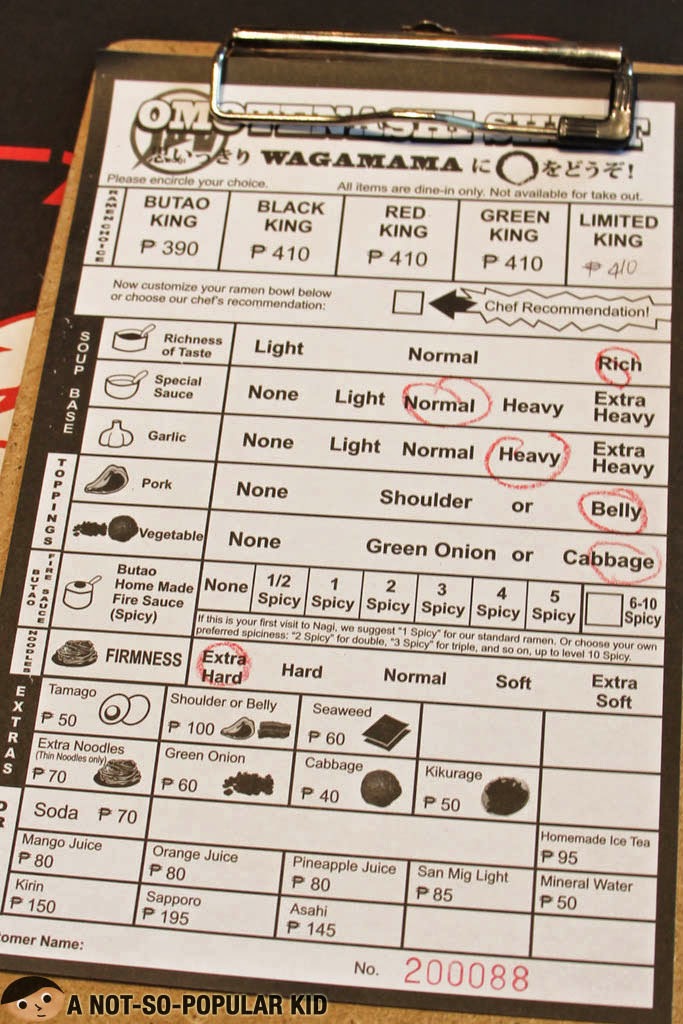 OMOTENASHI SHEET
思いっきり WAGAMAMA に◯をどうぞ!
Please encircle your choice.
All items are dine-in only. Not available for take out.
RAMEN CHOICE
BUTAO KING
₱ 390
BLACK KING
₱ 410
RED KING
₱ 410
GREEN KING
₱ 410
LIMITED KING
₱ 410
Now customize your ramen bowl below
or choose our chef's recommendation:
Chef Recommendation!
SOUP BASE
Richness of Taste
Light Normal Rich
Special Sauce
None Light Normal Heavy Extra Heavy
Garlic
None Light Normal Heavy Extra Heavy
TOPPINGS
Pork
None Shoulder or Belly
Vegetable
None Green Onion or Cabbage
BUTAO FIRE SAUCE
Butao Home Made Fire Sauce (Spicy)
None 1/2 Spicy 1 Spicy 2 Spicy 3 Spicy 4 Spicy 5 Spicy 6-10 Spicy
If this is your first visit to Nagi, we suggest "1 Spicy" for our standard ramen. Or choose your own
preferred spiciness: "2 Spicy" for double, "3 Spicy" for triple, and so on, up to level 10 Spicy.
NOODLES
FIRMNESS
Extra Hard Hard Normal Soft Extra Soft
EXTRAS
Tamago
₱ 50
Shoulder or Belly
₱ 100
Seaweed
₱ 60
Extra Noodles
(Thin Noodles only)
₱ 70
Green Onion
₱ 60
Cabbage
₱ 40
Kikurage
₱ 50
Soda ₱ 70
Homemade Ice Tea
₱ 95
Mango Juice
₱ 80
Orange Juice
₱ 80
Pineapple Juice
₱ 80
San Mig Light
₱ 85
Mineral Water
₱ 50
Kirin
₱ 150
Sapporo
₱ 195
Asahi
₱ 145
tomer Name:
No. 200088
A NOT-SO-POPULAR KID